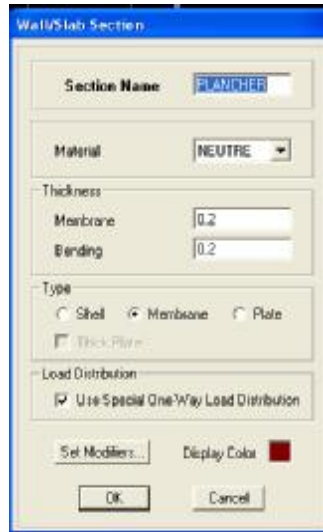 Wall/Slab Section
Section Name PLANCHER
Material NEUTRE
Thickness
Membrane 0.2
Bending 0.2
Type
Shell Membrane Plate
Thick Plate
Load Distribution
Use Special One-Way Load Distribution
Set Modifiers... Display Color
OK Cancel